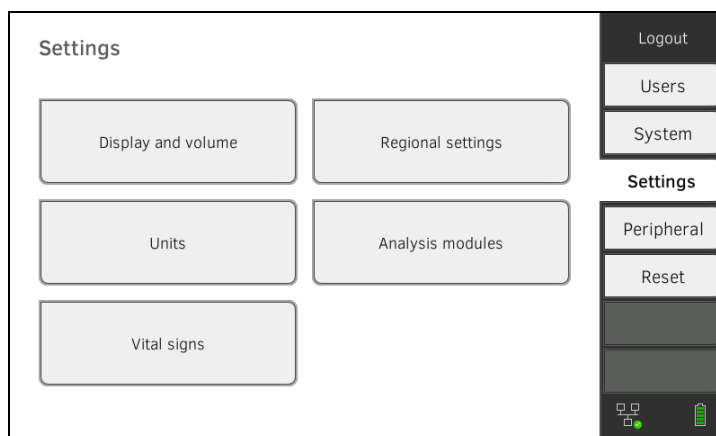 Settings
Display and volume
Regional settings
Units
Analysis modules
Vital signs
Logout
Users
System
Settings
Peripheral
Reset